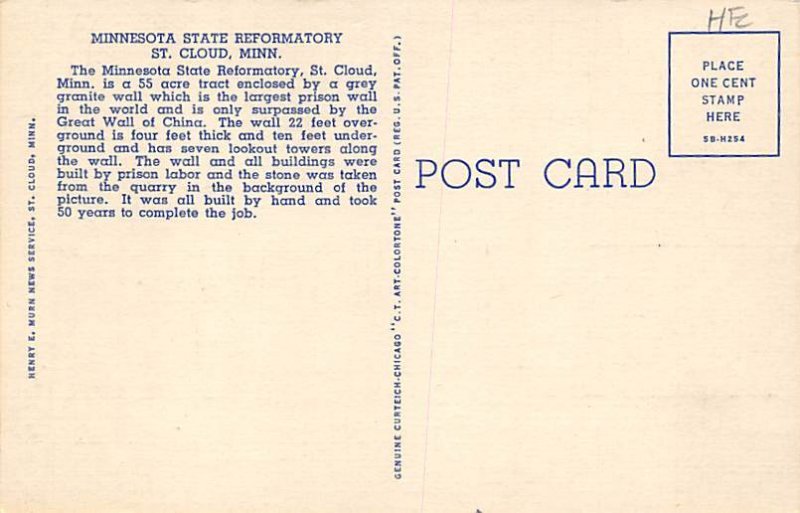 MINNESOTA STATE REFORMATORY
ST. CLOUD, MINN.
The Minnesota State Reformatory, St. Cloud,
Minn. is a 55 acre tract enclosed by a grey
granite wall which is the largest prison wall
in the world and is only surpassed by the
Great Wall of China. The wall 22 feet over-
ground is four feet thick and ten feet under-
ground and has seven lookout towers along
the wall. The wall and all buildings were
built by prison labor and the stone was taken
from the quarry in the background of the
picture. It was all built by hand and took
50 years to complete the job.
HENRY E. MURN NEWS SERVICE, ST. CLOUD, MINN.
GENUINE CURTEICH-CHICAGO "C.T. ART-COLORTONE" POST CARD (REG. U.S. PAT. OFF.)
POST CARD
PLACE
ONE CENT
STAMP
HERE
5B-H254